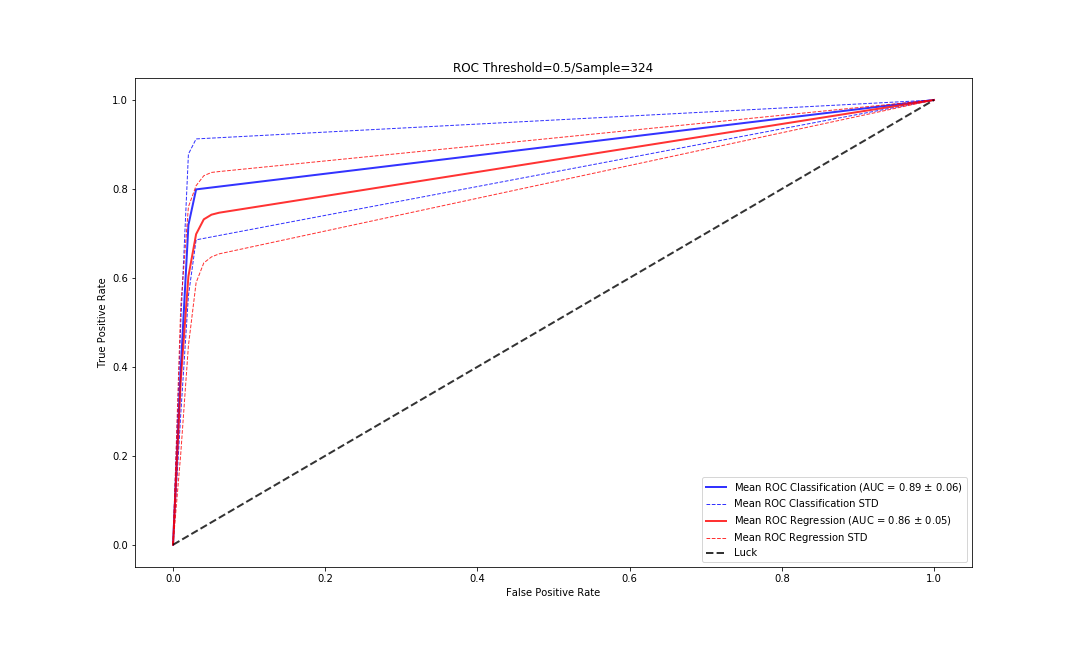 ROC Threshold=0.5/Sample=324
True Positive Rate
1.0
0.8
0.6
0.4
0.2
0.0
Mean ROC Classification (AUC = 0.89 ± 0.06)
Mean ROC Classification STD
Mean ROC Regression (AUC = 0.86 ± 0.05)
Mean ROC Regression STD
Luck
0.0 0.2 0.4 0.6 0.8 1.0
False Positive Rate